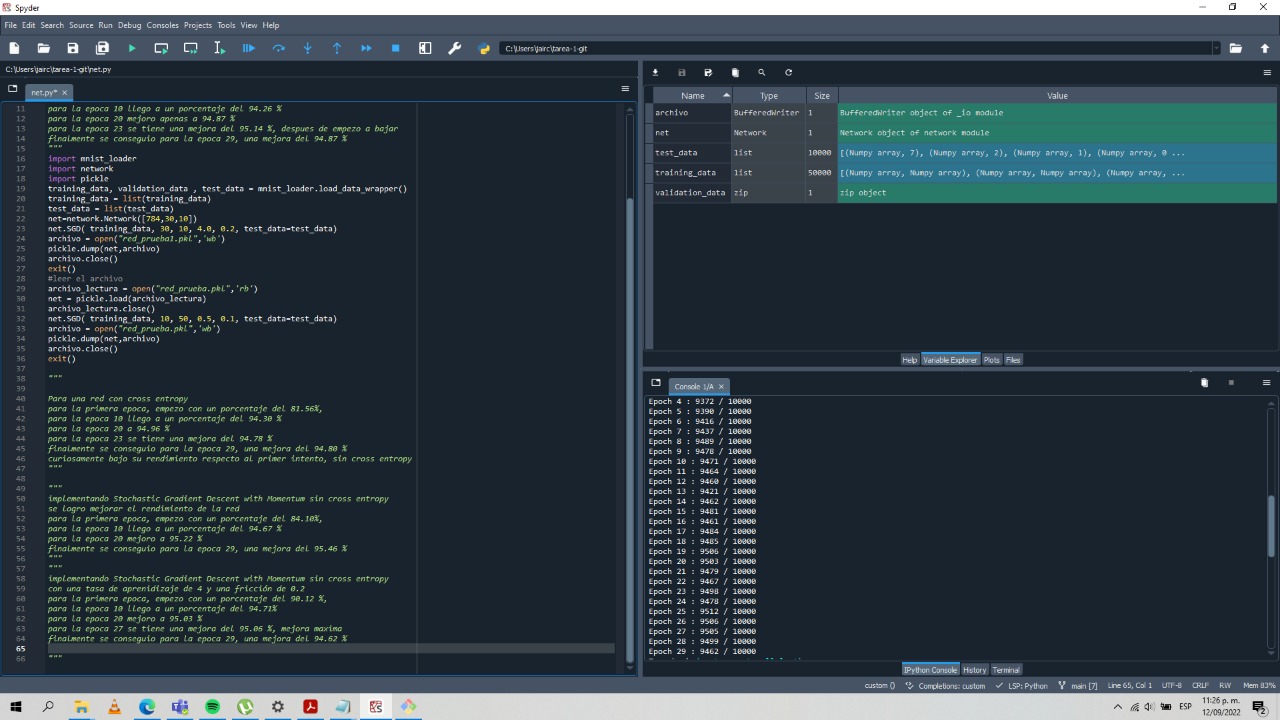 Spyder
File Edit Search Source Run Debug Consoles Projects Tools View Help
C:\Users\jairc\tarea-1-git
C:\Users\jairc\tarea-1-git\net.py
net.py*
11 para la epoca 10 llego a un porcentaje del 94.26 %
12 para la epoca 20 mejoro apenas a 94.87 %
13 para la epoca 23 se tiene una mejora del 95.14 %, despues de empezo a bajar
14 finalmente se conseguio para la epoca 29, una mejora del 94.87 %
15 """
16 import mnist_loader
17 import network
18 import pickle
19 training_data, validation_data , test_data = mnist_loader.load_data_wrapper()
20 training_data = list(training_data)
21 test_data = list(test_data)
22 net=network.Network([784,30,10])
23 net.SGD( training_data, 30, 10, 4.0, 0.2, test_data=test_data)
24 archivo = open("red_prueba1.pkl",'wb')
25 pickle.dump(net,archivo)
26 archivo.close()
27 exit()
28 #leer el archivo
29 archivo_lectura = open("red_prueba.pkl",'rb')
30 net = pickle.load(archivo_lectura)
31 archivo_lectura.close()
32 net.SGD( training_data, 10, 50, 0.5, 0.1, test_data=test_data)
33 archivo = open("red_prueba.pkl",'wb')
34 pickle.dump(net,archivo)
35 archivo.close()
36 exit()
37
38 """
39
40 Para una red con cross entropy
41 para la primera epoca, empezo con un porcentaje del 81.56%,
42 para la epoca 10 llego a un porcentaje del 94.30 %
43 para la epoca 20 a 94.96 %
44 para la epoca 23 se tiene una mejora del 94.78 %
45 finalmente se conseguio para la epoca 29, una mejora del 94.80 %
46 curiosamente bajo su rendimiento respecto al primer intento, sin cross entropy
47 """
48
49 """
50 implementando Stochastic Gradient Descent with Momentum sin cross entropy
51 se logro mejorar el rendimiento de la red
52 para la primera epoca, empezo con un porcentaje del 84.10%,
53 para la epoca 10 llego a un porcentaje del 94.67 %
54 para la epoca 20 mejoro a 95.22 %
55 finalmente se conseguio para la epoca 29, una mejora del 95.46 %
56 """
57 """
58 implementando Stochastic Gradient Descent with Momentum sin cross entropy
59 con una tasa de aprendizaje de 4 y una fricción de 0.2
60 para la primera epoca, empezo con un porcentaje del 90.12 %,
61 para la epoca 10 llego a un porcentaje del 94.71%
62 para la epoca 20 mejoro a 95.03 %
63 para la epoca 27 se tiene una mejora del 95.06 %, mejora maxima
64 finalmente se conseguio para la epoca 29, una mejora del 94.62 %
65
66 """
Name Type Size Value
archivo BufferedWriter 1 BufferedWriter object of _io module
net Network 1 Network object of network module
test_data list 10000 [(Numpy array, 7), (Numpy array, 2), (Numpy array, 1), (Numpy array, 0 ...
training_data list 50000 [(Numpy array, Numpy array), (Numpy array, Numpy array), (Numpy array, ...
validation_data zip 1 zip object
Help Variable Explorer Plots Files
Console 1/A
Epoch 4 : 9372 / 10000
Epoch 5 : 9390 / 10000
Epoch 6 : 9416 / 10000
Epoch 7 : 9437 / 10000
Epoch 8 : 9489 / 10000
Epoch 9 : 9478 / 10000
Epoch 10 : 9471 / 10000
Epoch 11 : 9464 / 10000
Epoch 12 : 9460 / 10000
Epoch 13 : 9421 / 10000
Epoch 14 : 9462 / 10000
Epoch 15 : 9481 / 10000
Epoch 16 : 9461 / 10000
Epoch 17 : 9484 / 10000
Epoch 18 : 9485 / 10000
Epoch 19 : 9506 / 10000
Epoch 20 : 9503 / 10000
Epoch 21 : 9479 / 10000
Epoch 22 : 9467 / 10000
Epoch 23 : 9498 / 10000
Epoch 24 : 9478 / 10000
Epoch 25 : 9512 / 10000
Epoch 26 : 9506 / 10000
Epoch 27 : 9505 / 10000
Epoch 28 : 9499 / 10000
Epoch 29 : 9462 / 10000
IPython Console History Terminal
custom () Completions: custom LSP: Python main [7] Line 65, Col 1 UTF-8 CRLF RW Mem 83%
ESP
11:26 p. m.
12/09/2022